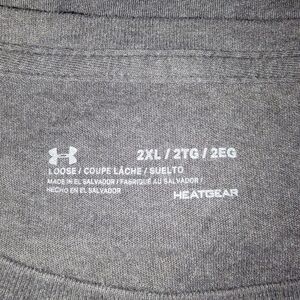 2XL / 2TG / 2EG
LOOSE / COUPE LÂCHE / SUELTO
MADE IN EL SALVADOR / FABRIQUÉ AU SALVADOR /
HECHO EN EL SALVADOR
HEATGEAR